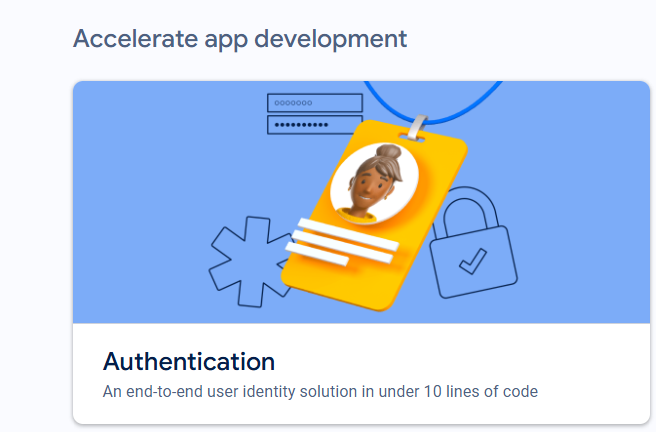 Accelerate app development
Authentication
An end-to-end user identity solution in under 10 lines of code